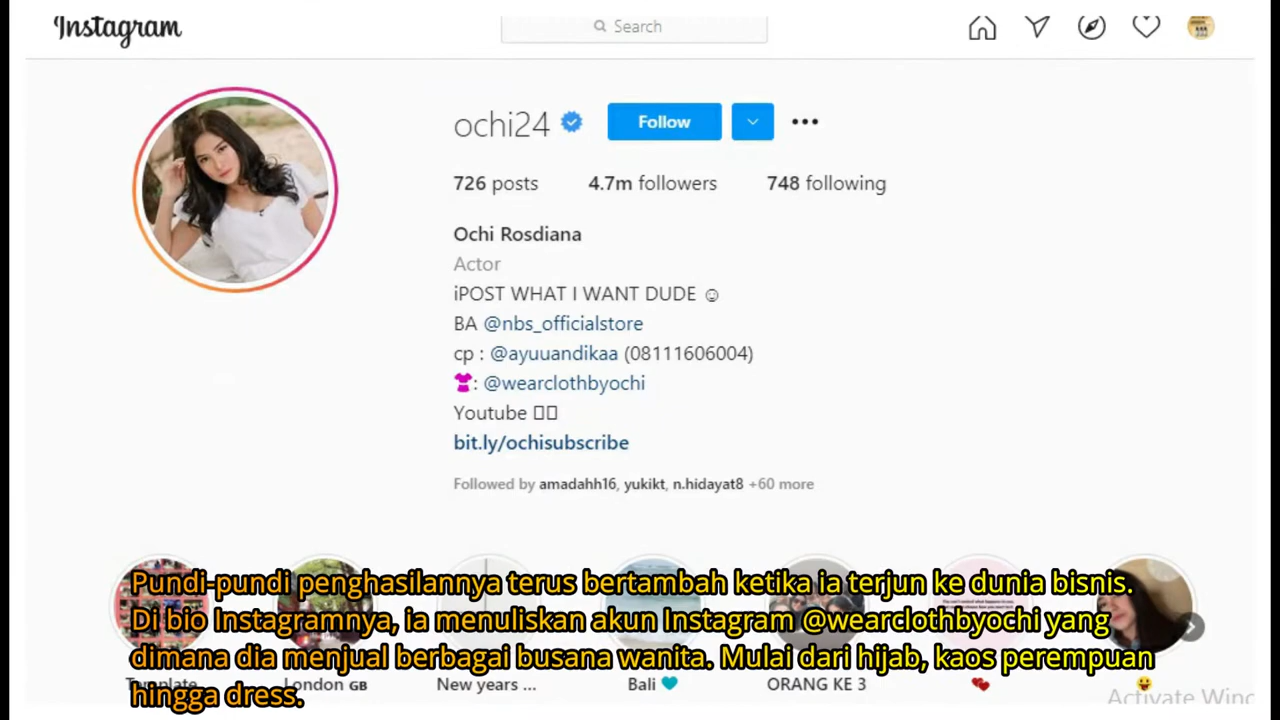 Instagram
Search
ochi24
Follow
726 posts 4.7m followers 748 following
Ochi Rosdiana
Actor
iPOST WHAT I WANT DUDE ☺
BA @nbs_officialstore
cp : @ayuuandikaa (08111606004)
: @wearclothbyochi
Youtube
bit.ly/ochisubscribe
Followed by amadahh16, yukikt, n.hidayat8 +60 more
Pundi-pundi penghasilannya terus bertambah ketika ia terjun ke dunia bisnis.
Di bio Instagramnya, ia menuliskan akun Instagram @wearclothbyochi yang
dimana dia menjual berbagai busana wanita. Mulai dari hijab, kaos perempuan
hingga dress.
Template London GB New years ... Bali ORANG KE 3
Activate Winc